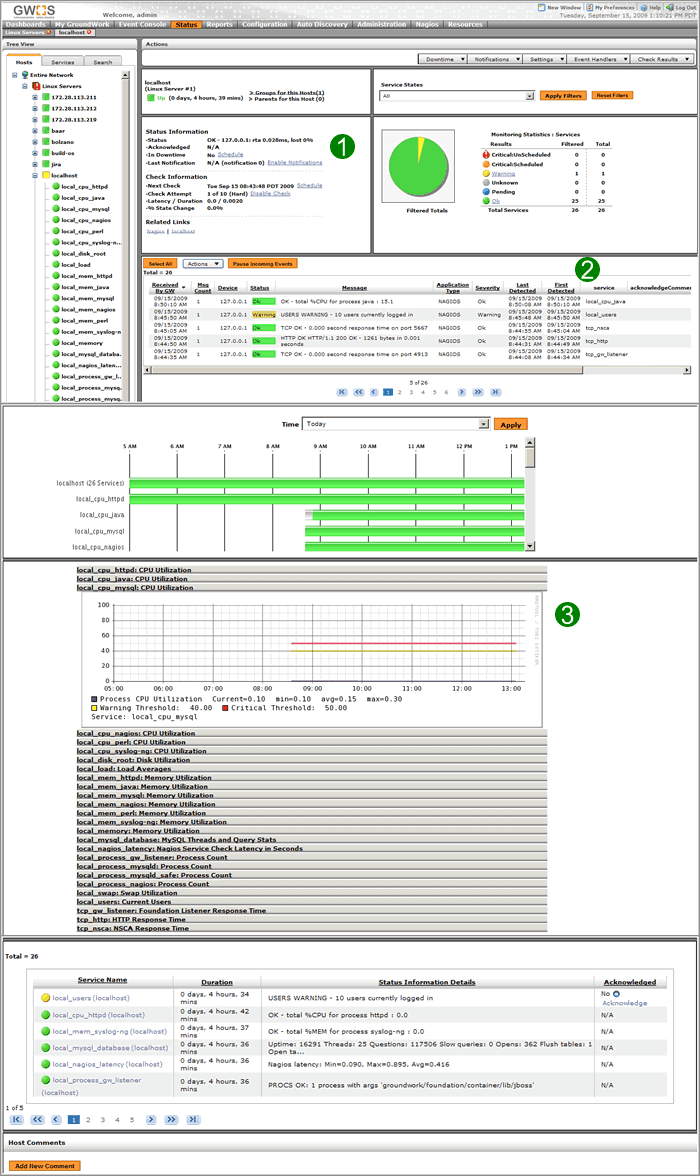 GWOS
Welcome, admin
New Window My Preferences Help Log Out
Tuesday, September 15, 2009 1:10:21 PM PDT
Dashboards My GroundWork Event Console Status Reports Configuration Auto Discovery Administration Nagios Resources
Linux Servers localhost
Tree View
Hosts Services Search
Entire Network
Linux Servers
172.28.113.211
172.28.113.212
172.28.113.219
baar
bolzano
build-os
jira
localhost
local_cpu_httpd
local_cpu_java
local_cpu_mysql
local_cpu_nagios
local_cpu_perl
local_cpu_syslog-n...
local_disk_root
local_load
local_mem_httpd
local_mem_java
local_mem_mysql
local_mem_nagios
local_mem_perl
local_mem_syslog-n
local_memory
local_mysql_databa...
local_nagios_laten...
local_process_gw_l...
local_process_mysq...
local_process_mysq...
Actions
Downtime Notifications Settings Event Handlers Check Results
localhost
(Linux Server #1)
Up (0 days, 4 hours, 39 mins)
> Groups for this Hosts(1)
> Parents for this Host (0)
Service States
All
Apply Filters Reset Filters
Status Information
-Status OK - 127.0.0.1: rta 0.028ms, lost 0%
-Acknowledged N/A
-In Downtime No Schedule
-Last Notification N/A (notification 0) Enable Notifications
Check Information
-Next Check Tue Sep 15 08:43:48 PDT 2009 Schedule
-Check Attempt 1 of 10 (Hard) Disable Check
-Latency / Duration 0.0 / 0.0020
-% State Change 0.0%
Related Links
Nagios | localhost
1
Filtered Totals
Monitoring Statistics : Services
Results Filtered Total
Critical:UnScheduled 0 0
Critical:Scheduled 0 0
Warning 1 1
Unknown 0 0
Pending 0 0
Ok 25 25
Total Services 26 26
Select All Actions Pause Incoming Events
2
Total = 26
Received By GW Msg Count Device Status Message Application Type Severity Last Detected First Detected service acknowledgeCommen
09/15/2009 8:50:10 AM 1 127.0.0.1 Ok OK - total %CPU for process java : 15.1 NAGIOS Ok 09/15/2009 8:50:10 AM 09/15/2009 8:50:10 AM local_cpu_java
09/15/2009 8:45:50 AM 1 127.0.0.1 Warning USERS WARNING - 10 users currently logged in NAGIOS Warning 09/15/2009 8:45:48 AM 09/15/2009 8:45:50 AM local_users
09/15/2009 8:45:05 AM 1 127.0.0.1 Ok TCP OK - 0.000 second response time on port 5667 NAGIOS Ok 09/15/2009 8:44:55 AM 09/15/2009 8:45:04 AM tcp_nsca
09/15/2009 8:44:50 AM 1 127.0.0.1 Ok HTTP OK HTTP/1.1 200 OK - 1261 bytes in 0.001 seconds NAGIOS Ok 09/15/2009 8:44:31 AM 09/15/2009 8:44:49 AM tcp_http
09/15/2009 8:44:35 AM 1 127.0.0.1 Ok TCP OK - 0.000 second response time on port 4913 NAGIOS Ok 09/15/2009 8:44:08 AM 09/15/2009 8:44:34 AM tcp_gw_listener
5 of 26
1 2 3 4 5 6
Time Today Apply
5 AM 6 AM 7 AM 8 AM 9 AM 10 AM 11 AM 12 PM 1 PM
localhost (26 Services)
local_cpu_httpd
local_cpu_java
local_cpu_mysql
local_cpu_nagios
local_cpu_httpd: CPU Utilization
local_cpu_java: CPU Utilization
local_cpu_mysql: CPU Utilization
3
RRDTOOL / TOBI OETIKER
100
80
60
40
20
0
05:00 06:00 07:00 08:00 09:00 10:00 11:00 12:00 13:00
Process CPU Utilization Current=0.10 min=0.10 avg=0.15 max=0.30
Warning Threshold: 40.00 Critical Threshold: 50.00
Service: local_cpu_mysql
local_cpu_nagios: CPU Utilization
local_cpu_perl: CPU Utilization
local_cpu_syslog-ng: CPU Utilization
local_disk_root: Disk Utilization
local_load: Load Averages
local_mem_httpd: Memory Utilization
local_mem_java: Memory Utilization
local_mem_mysql: Memory Utilization
local_mem_nagios: Memory Utilization
local_mem_perl: Memory Utilization
local_mem_syslog-ng: Memory Utilization
local_memory: Memory Utilization
local_mysql_database: MySQL Threads and Query Stats
local_nagios_latency: Nagios Service Check Latency in Seconds
local_process_gw_listener: Process Count
local_process_mysqld: Process Count
local_process_mysqld_safe: Process Count
local_process_nagios: Process Count
local_swap: Swap Utilization
local_users: Current Users
tcp_gw_listener: Foundation Listener Response Time
tcp_http: HTTP Response Time
tcp_nsca: NSCA Response Time
Total = 26
Service Name Duration Status Information Details Acknowledged
local_users (localhost) 0 days, 4 hours, 34 mins USERS WARNING - 10 users currently logged in No Acknowledge
local_cpu_httpd (localhost) 0 days, 4 hours, 42 mins OK - total %CPU for process httpd : 0.0 N/A
local_mem_syslog-ng (localhost) 0 days, 4 hours, 37 mins OK - total %MEM for process syslog-ng : 0.0 N/A
local_mysql_database (localhost) 0 days, 4 hours, 36 mins Uptime: 16291 Threads: 25 Questions: 117506 Slow queries: 0 Opens: 362 Flush tables: 1 Open ta... N/A
local_nagios_latency (localhost) 0 days, 4 hours, 36 mins Nagios latency: Min=0.090, Max=0.895, Avg=0.416 N/A
local_process_gw_listener (localhost) 0 days, 4 hours, 36 mins PROCS OK: 1 process with args 'groundwork/foundation/container/lib/jboss' N/A
1 of 5
1 2 3 4 5
Host Comments
Add New Comment